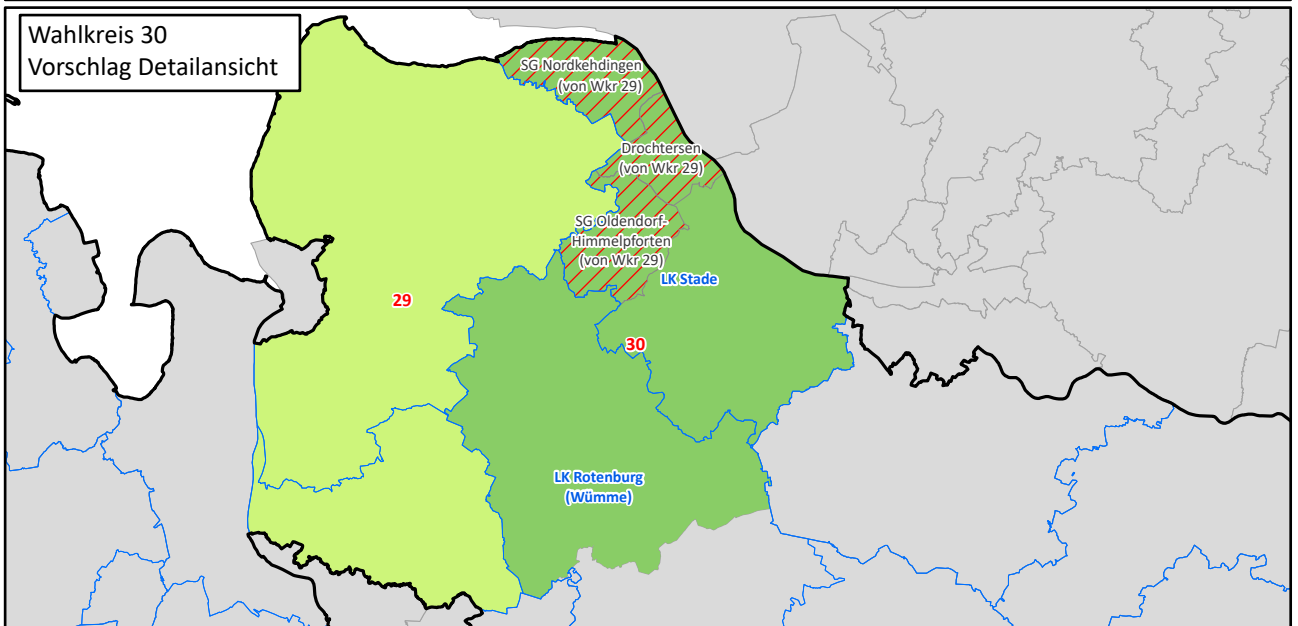 Wahlkreis 30
Vorschlag Detailansicht
SG Nordkehdingen
(von Wkr 29)
Drochtersen
(von Wkr 29)
SG Oldendorf-
Himmelpforten
(von Wkr 29)
LK Stade
29
30
LK Rotenburg
(Wümme)